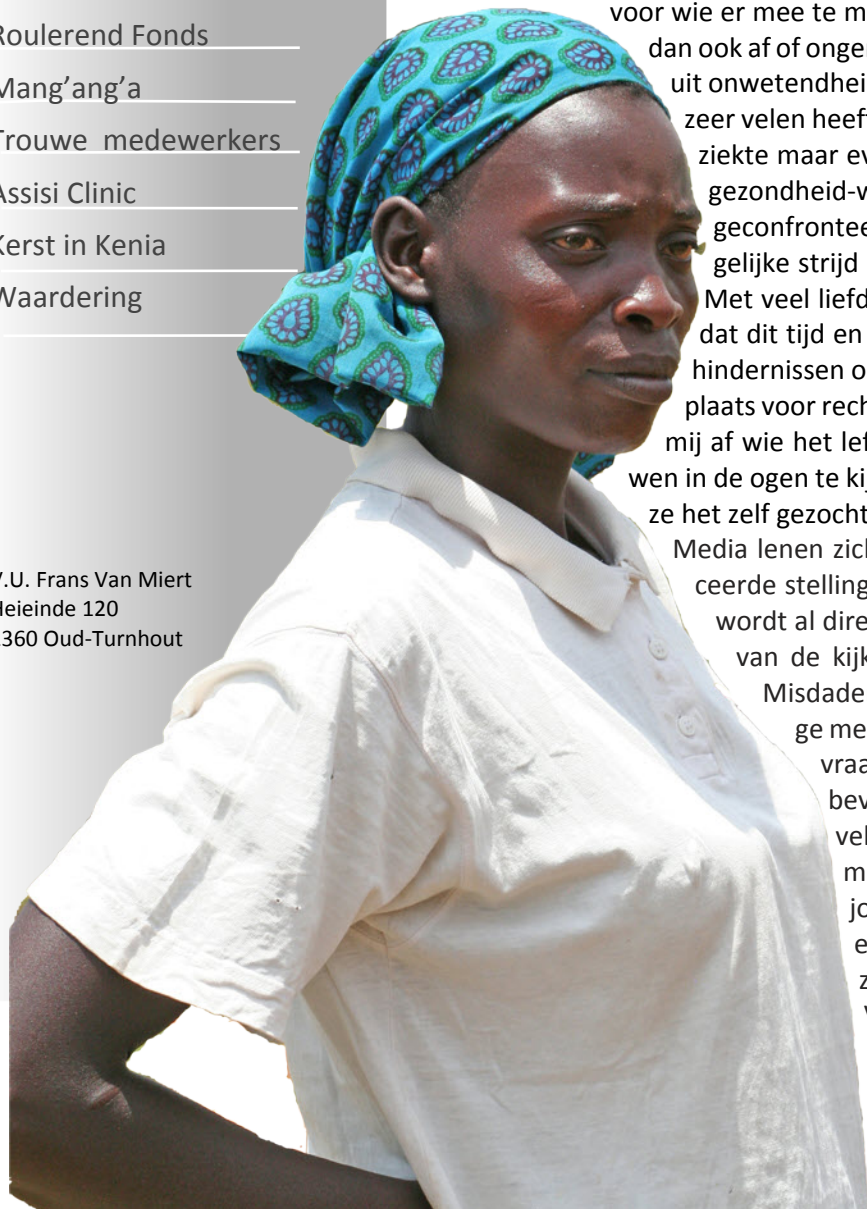 Roulerend Fonds
Mang’ang’a
Trouwe medewerkers
Assisi Clinic
Kerst in Kenia
Waardering
V.U. Frans Van Miert
Heieinde 120
2360 Oud-Turnhout
voor wie er mee te m
dan ook af of onge
uit onwetendhei
zeer velen heef
ziekte maar ev
gezondheid-v
geconfrontee
gelijke strijd
Met veel liefd
dat dit tijd en
hindernissen o
plaats voor rech
mij af wie het lef
wen in de ogen te kij
ze het zelf gezocht
Media lenen zich
ceerde stelling
wordt al dire
van de kijk
Misdade
ge me
vraa
bev
vel
m
jo
e
z